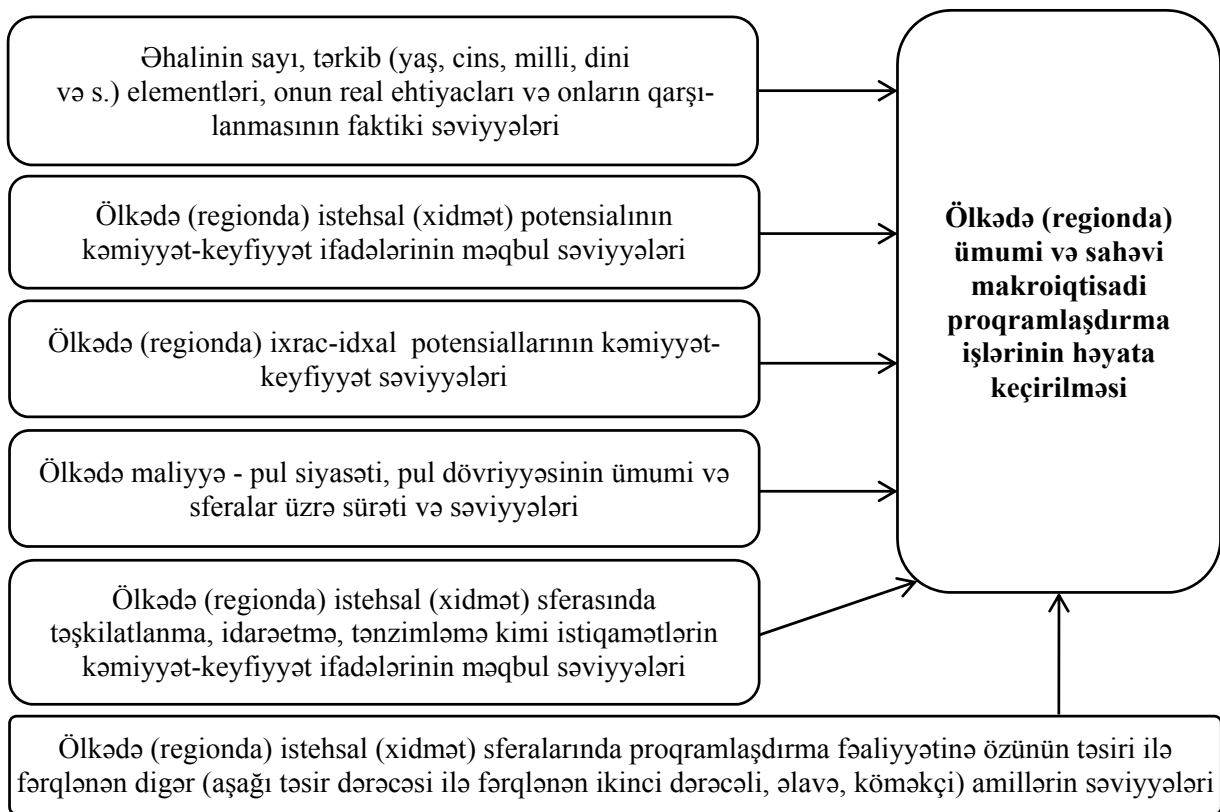 Əhalinin sayı, tərkib (yaş, cins, milli, dini
və s.) elementləri, onun real ehtiyacları və onların qarşı-
lanmasının faktiki səviyyələri
Ölkədə (regionda) istehsal (xidmət) potensialının
kəmiyyət-keyfiyyət ifadələrinin məqbul səviyyələri
Ölkədə (regionda) ixrac-idxal potensiallarının kəmiyyət-
keyfiyyət səviyyələri
Ölkədə maliyyə - pul siyasəti, pul dövriyyəsinin ümumi və
sferalar üzrə sürəti və səviyyələri
Ölkədə (regionda) istehsal (xidmət) sferasında
təşkilatlanma, idarəetmə, tənzimləmə kimi istiqamətlərin
kəmiyyət-keyfiyyət ifadələrinin məqbul səviyyələri
Ölkədə (regionda) istehsal (xidmət) sferalarında proqramlaşdırma fəaliyyətinə özünün təsiri ilə
fərqlənən digər (aşağı təsir dərəcəsi ilə fərqlənən ikinci dərəcəli, əlavə, köməkçi) amillərin səviyyələri
Ölkədə (regionda)
ümumi və sahəvi
makroiqtisadi
proqramlaşdırma
işlərinin həyata
keçirilməsi